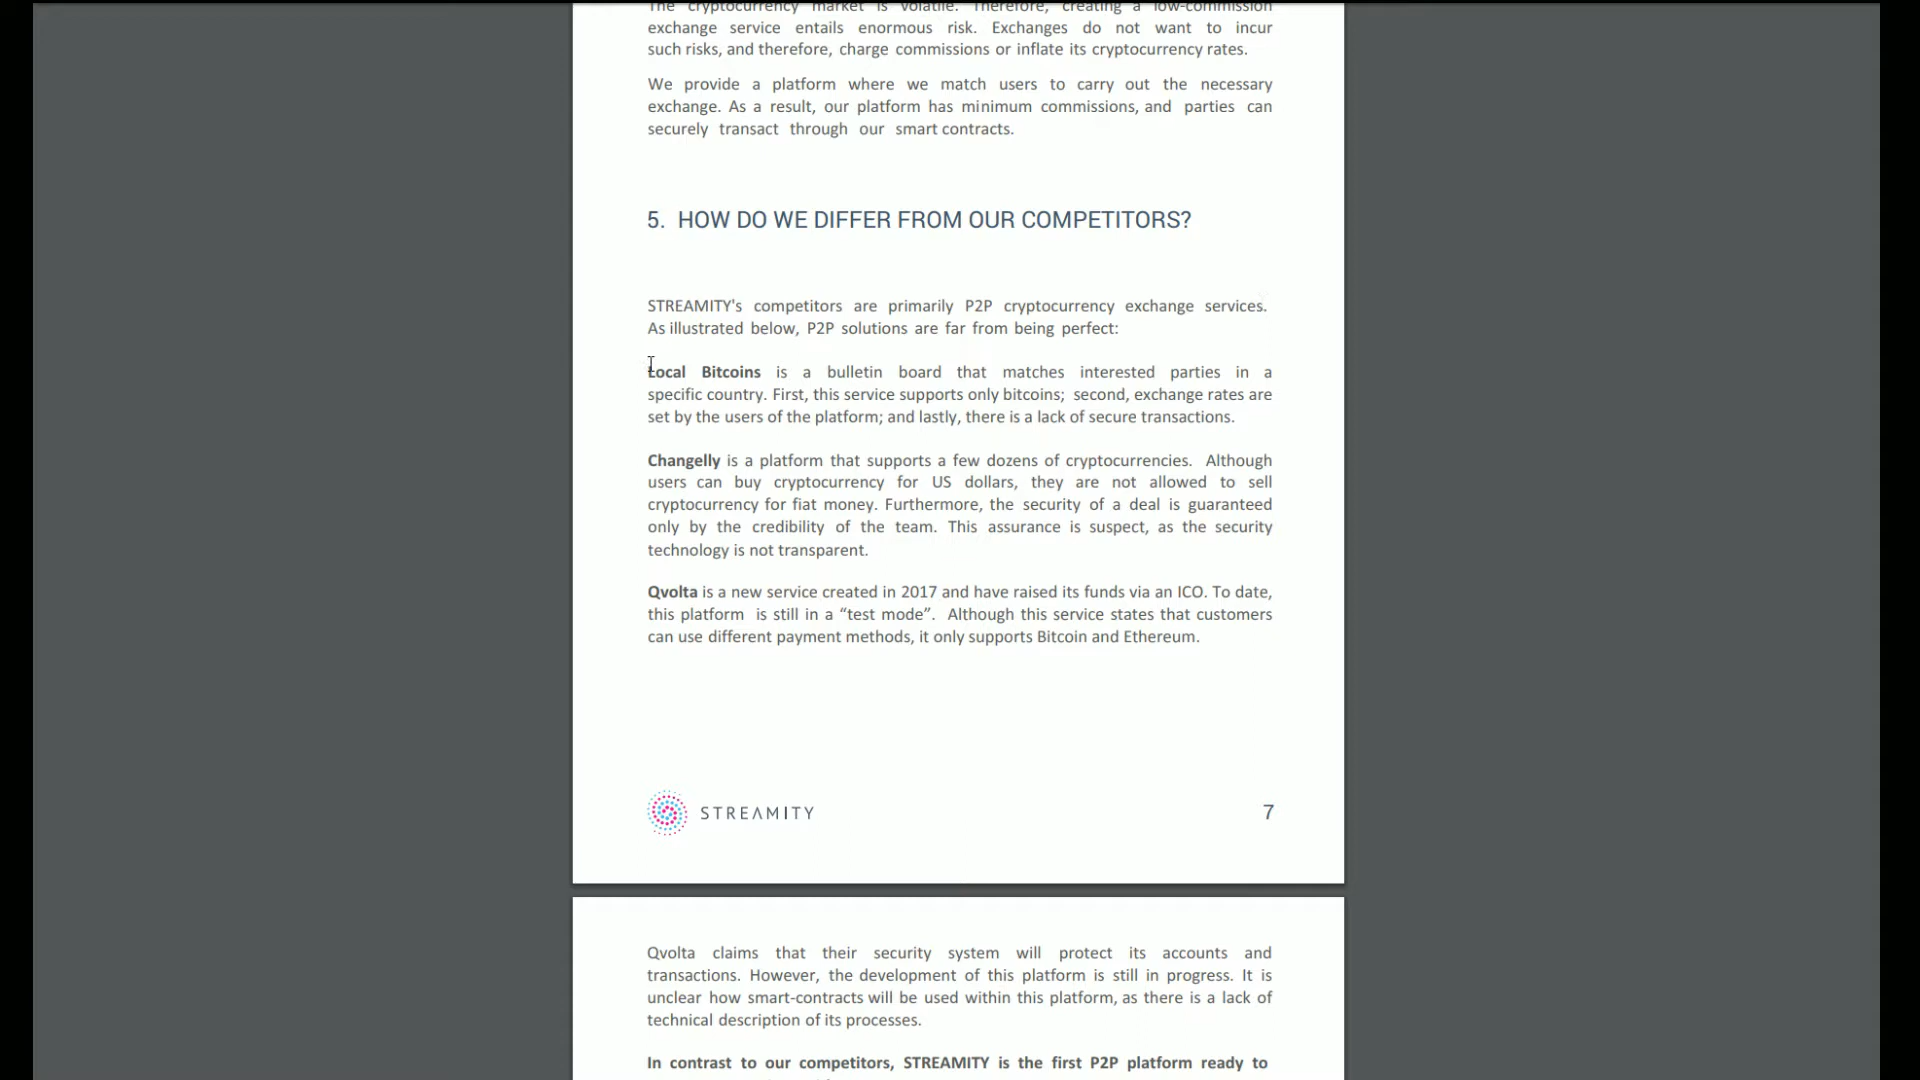 The cryptocurrency market is volatile. Therefore, creating a low-commission
exchange service entails enormous risk. Exchanges do not want to incur
such risks, and therefore, charge commissions or inflate its cryptocurrency rates.
We provide a platform where we match users to carry out the necessary
exchange. As a result, our platform has minimum commissions, and parties can
securely transact through our smart contracts.
5. HOW DO WE DIFFER FROM OUR COMPETITORS?
STREAMITY's competitors are primarily P2P cryptocurrency exchange services.
As illustrated below, P2P solutions are far from being perfect:
Local Bitcoins is a bulletin board that matches interested parties in a
specific country. First, this service supports only bitcoins; second, exchange rates are
set by the users of the platform; and lastly, there is a lack of secure transactions.
Changelly is a platform that supports a few dozens of cryptocurrencies. Although
users can buy cryptocurrency for US dollars, they are not allowed to sell
cryptocurrency for fiat money. Furthermore, the security of a deal is guaranteed
only by the credibility of the team. This assurance is suspect, as the security
technology is not transparent.
Qvolta is a new service created in 2017 and have raised its funds via an ICO. To date,
this platform is still in a “test mode”. Although this service states that customers
can use different payment methods, it only supports Bitcoin and Ethereum.
STREAMITY 7
Qvolta claims that their security system will protect its accounts and
transactions. However, the development of this platform is still in progress. It is
unclear how smart-contracts will be used within this platform, as there is a lack of
technical description of its processes.
In contrast to our competitors, STREAMITY is the first P2P platform ready to